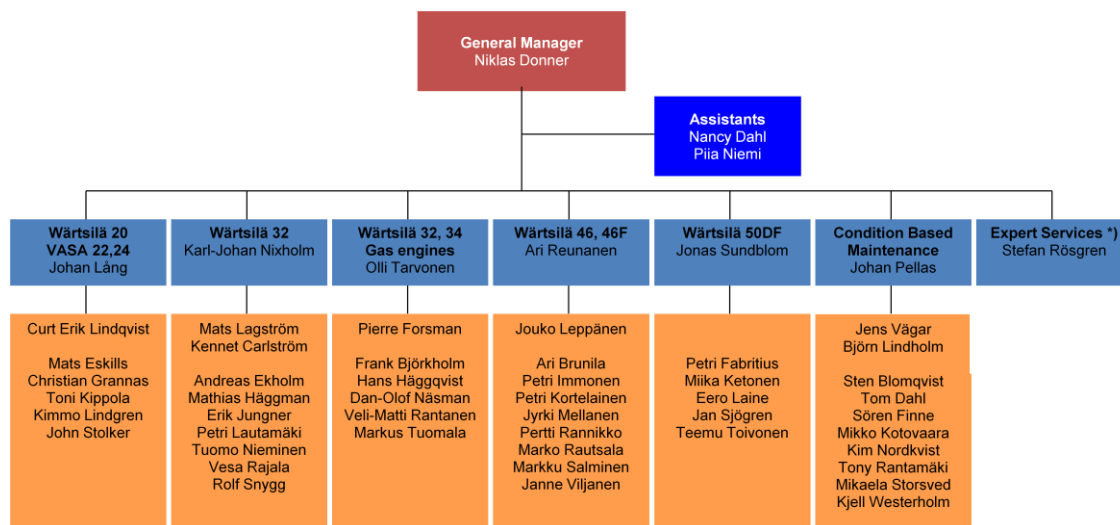 General Manager
Niklas Donner
Assistants
Nancy Dahl
Piia Niemi
Wärtsilä 20
VASA 22,24
Johan Lång
Wärtsilä 32
Karl-Johan Nixholm
Wärtsilä 32, 34
Gas engines
Olli Tarvonen
Wärtsilä 46, 46F
Ari Reunanen
Wärtsilä 50DF
Jonas Sundblom
Condition Based
Maintenance
Johan Pellas
Expert Services *)
Stefan Rösgren
Curt Erik Lindqvist
Mats Eskills
Christian Grannas
Toni Kippola
Kimmo Lindgren
John Stolker
Mats Lagström
Kennet Carlström
Andreas Ekholm
Mathias Häggman
Erik Jungner
Petri Lautamäki
Tuomo Nieminen
Vesa Rajala
Rolf Snygg
Pierre Forsman
Frank Björkholm
Hans Häggqvist
Dan-Olof Näsman
Veli-Matti Rantanen
Markus Tuomala
Jouko Leppänen
Ari Brunila
Petri Immonen
Petri Kortelainen
Jyrki Mellanen
Pertti Rannikko
Marko Rautsala
Markku Salminen
Janne Viljanen
Petri Fabritius
Miika Ketonen
Eero Laine
Jan Sjögren
Teemu Toivonen
Jens Vägar
Björn Lindholm
Sten Blomqvist
Tom Dahl
Sören Finne
Mikko Kotovaara
Kim Nordkvist
Tony Rantamäki
Mikaela Storsved
Kjell Westerholm